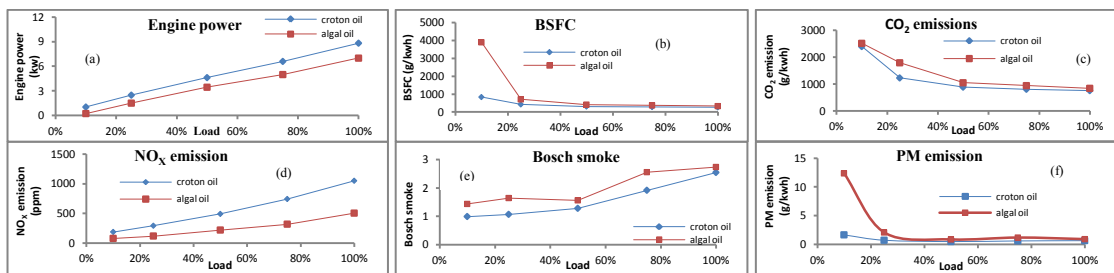 Engine power
Engine power (kw)
12
9
6
3
0
(a)
croton oil
algal oil
0% 20% 40% 60% 80% 100%
Load
BSFC
BSFC (g/kwh)
5000
4000
3000
2000
1000
0
(b)
croton oil
algal oil
0% 20% 40% 60% 80% 100%
Load
CO2 emissions
CO2 emission (g/kwh)
3000
2000
1000
0
(c)
croton oil
algal oil
0% 20% 40% 60% 80% 100%
Load
NOX emission
NOX emission (ppm)
1500
1000
500
0
(d)
croton oil
algal oil
0% 20% 40% 60% 80% 100%
Load
Bosch smoke
Bosch smoke
3
2
1
0
(e)
croton oil
algal oil
0% 20% 40% 60% 80% 100%
Load
PM emission
PM emission (g/kwh)
15
10
5
0
(f)
croton oil
algal oil
0% 20% 40% 60% 80% 100%
Load